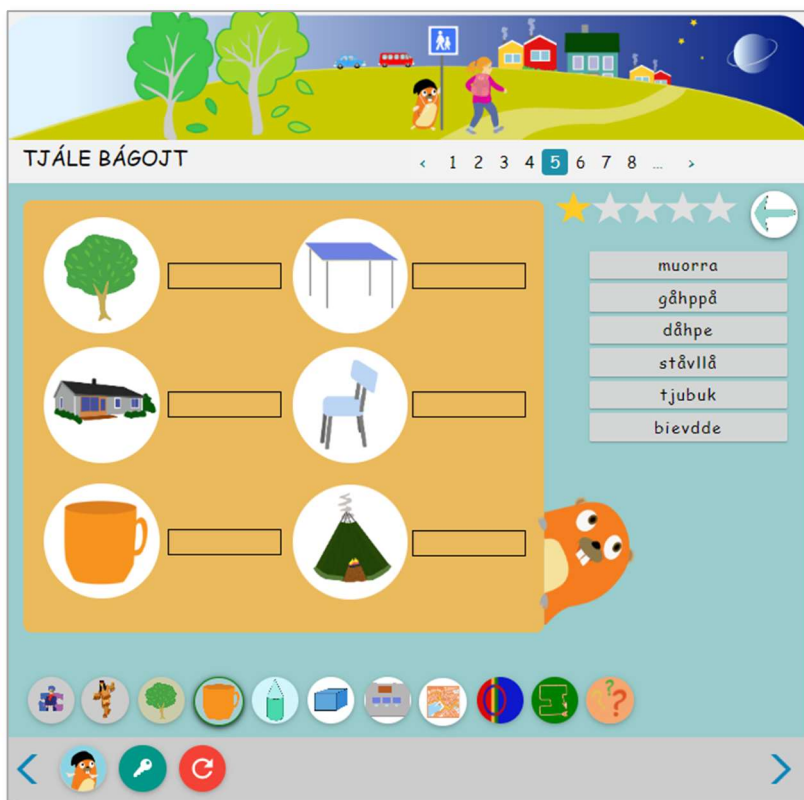 TJÁLE BÁGOJT
‹ 1 2 3 4 5 6 7 8 ... ›
muorra
gåhppå
dåhpe
ståvllå
tjubuk
bievdde